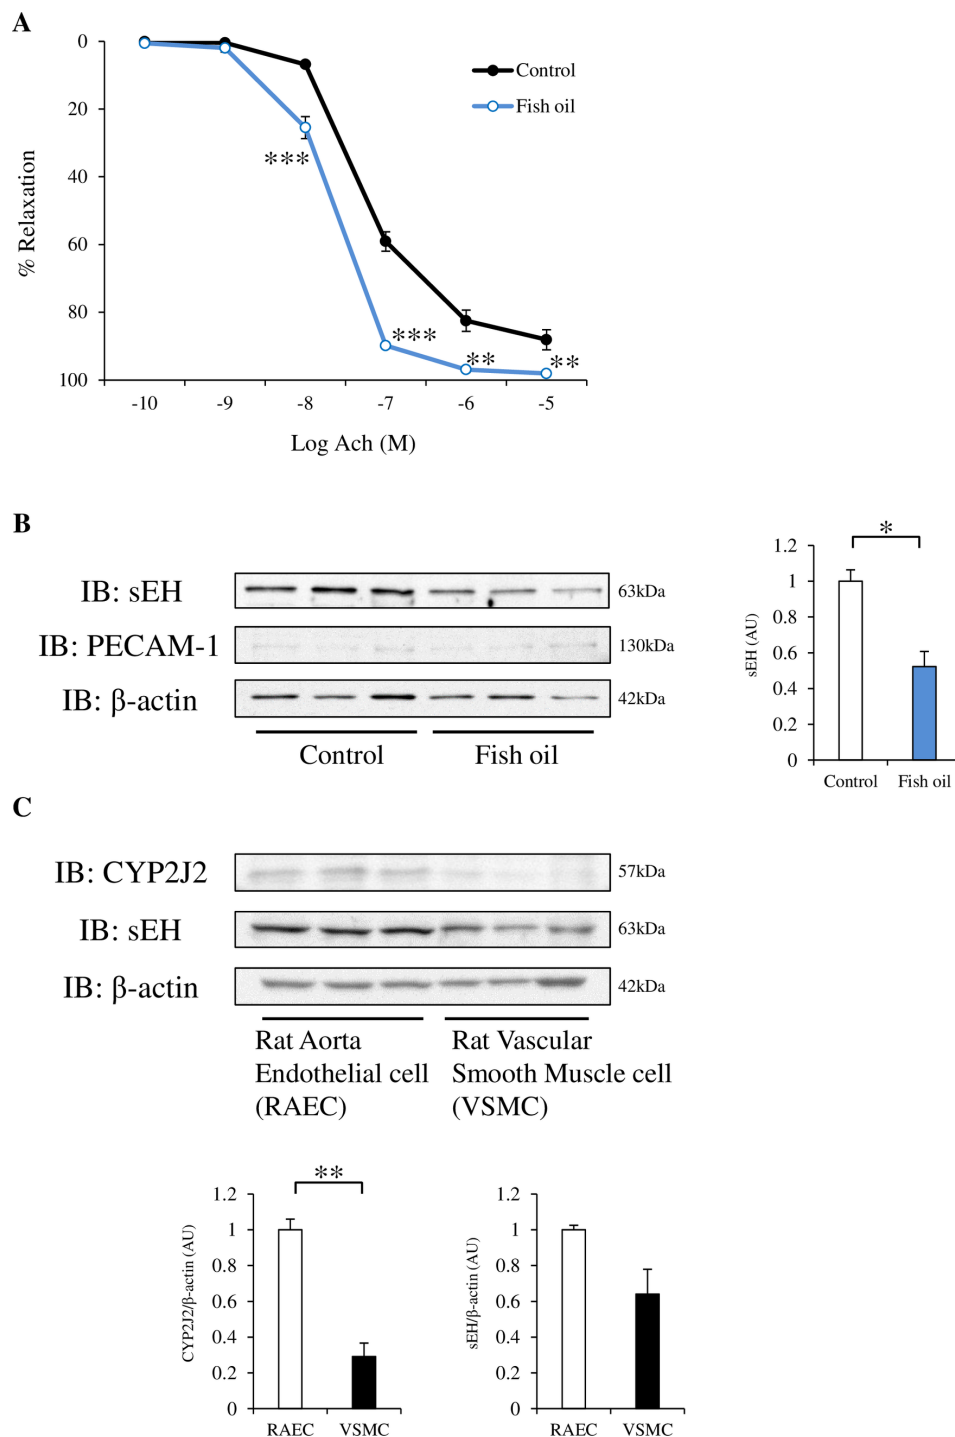 A
0
20
40
60
80
100
% Relaxation
-10 -9 -8 -7 -6 -5
Log Ach (M)
Control
Fish oil
***
***
**
**
B
IB: sEH
63kDa
IB: PECAM-1
130kDa
IB: β-actin
42kDa
Control Fish oil
*
1.2
1
0.8
0.6
0.4
0.2
0
sEH (AU)
Control Fish oil
C
IB: CYP2J2
57kDa
IB: sEH
63kDa
IB: β-actin
42kDa
Rat Aorta
Endothelial cell
(RAEC)
Rat Vascular
Smooth Muscle cell
(VSMC)
**
1.2
1
0.8
0.6
0.4
0.2
0
CYP2J2/β-actin (AU)
RAEC VSMC
1.2
1
0.8
0.6
0.4
0.2
0
sEH/β-actin (AU)
RAEC VSMC